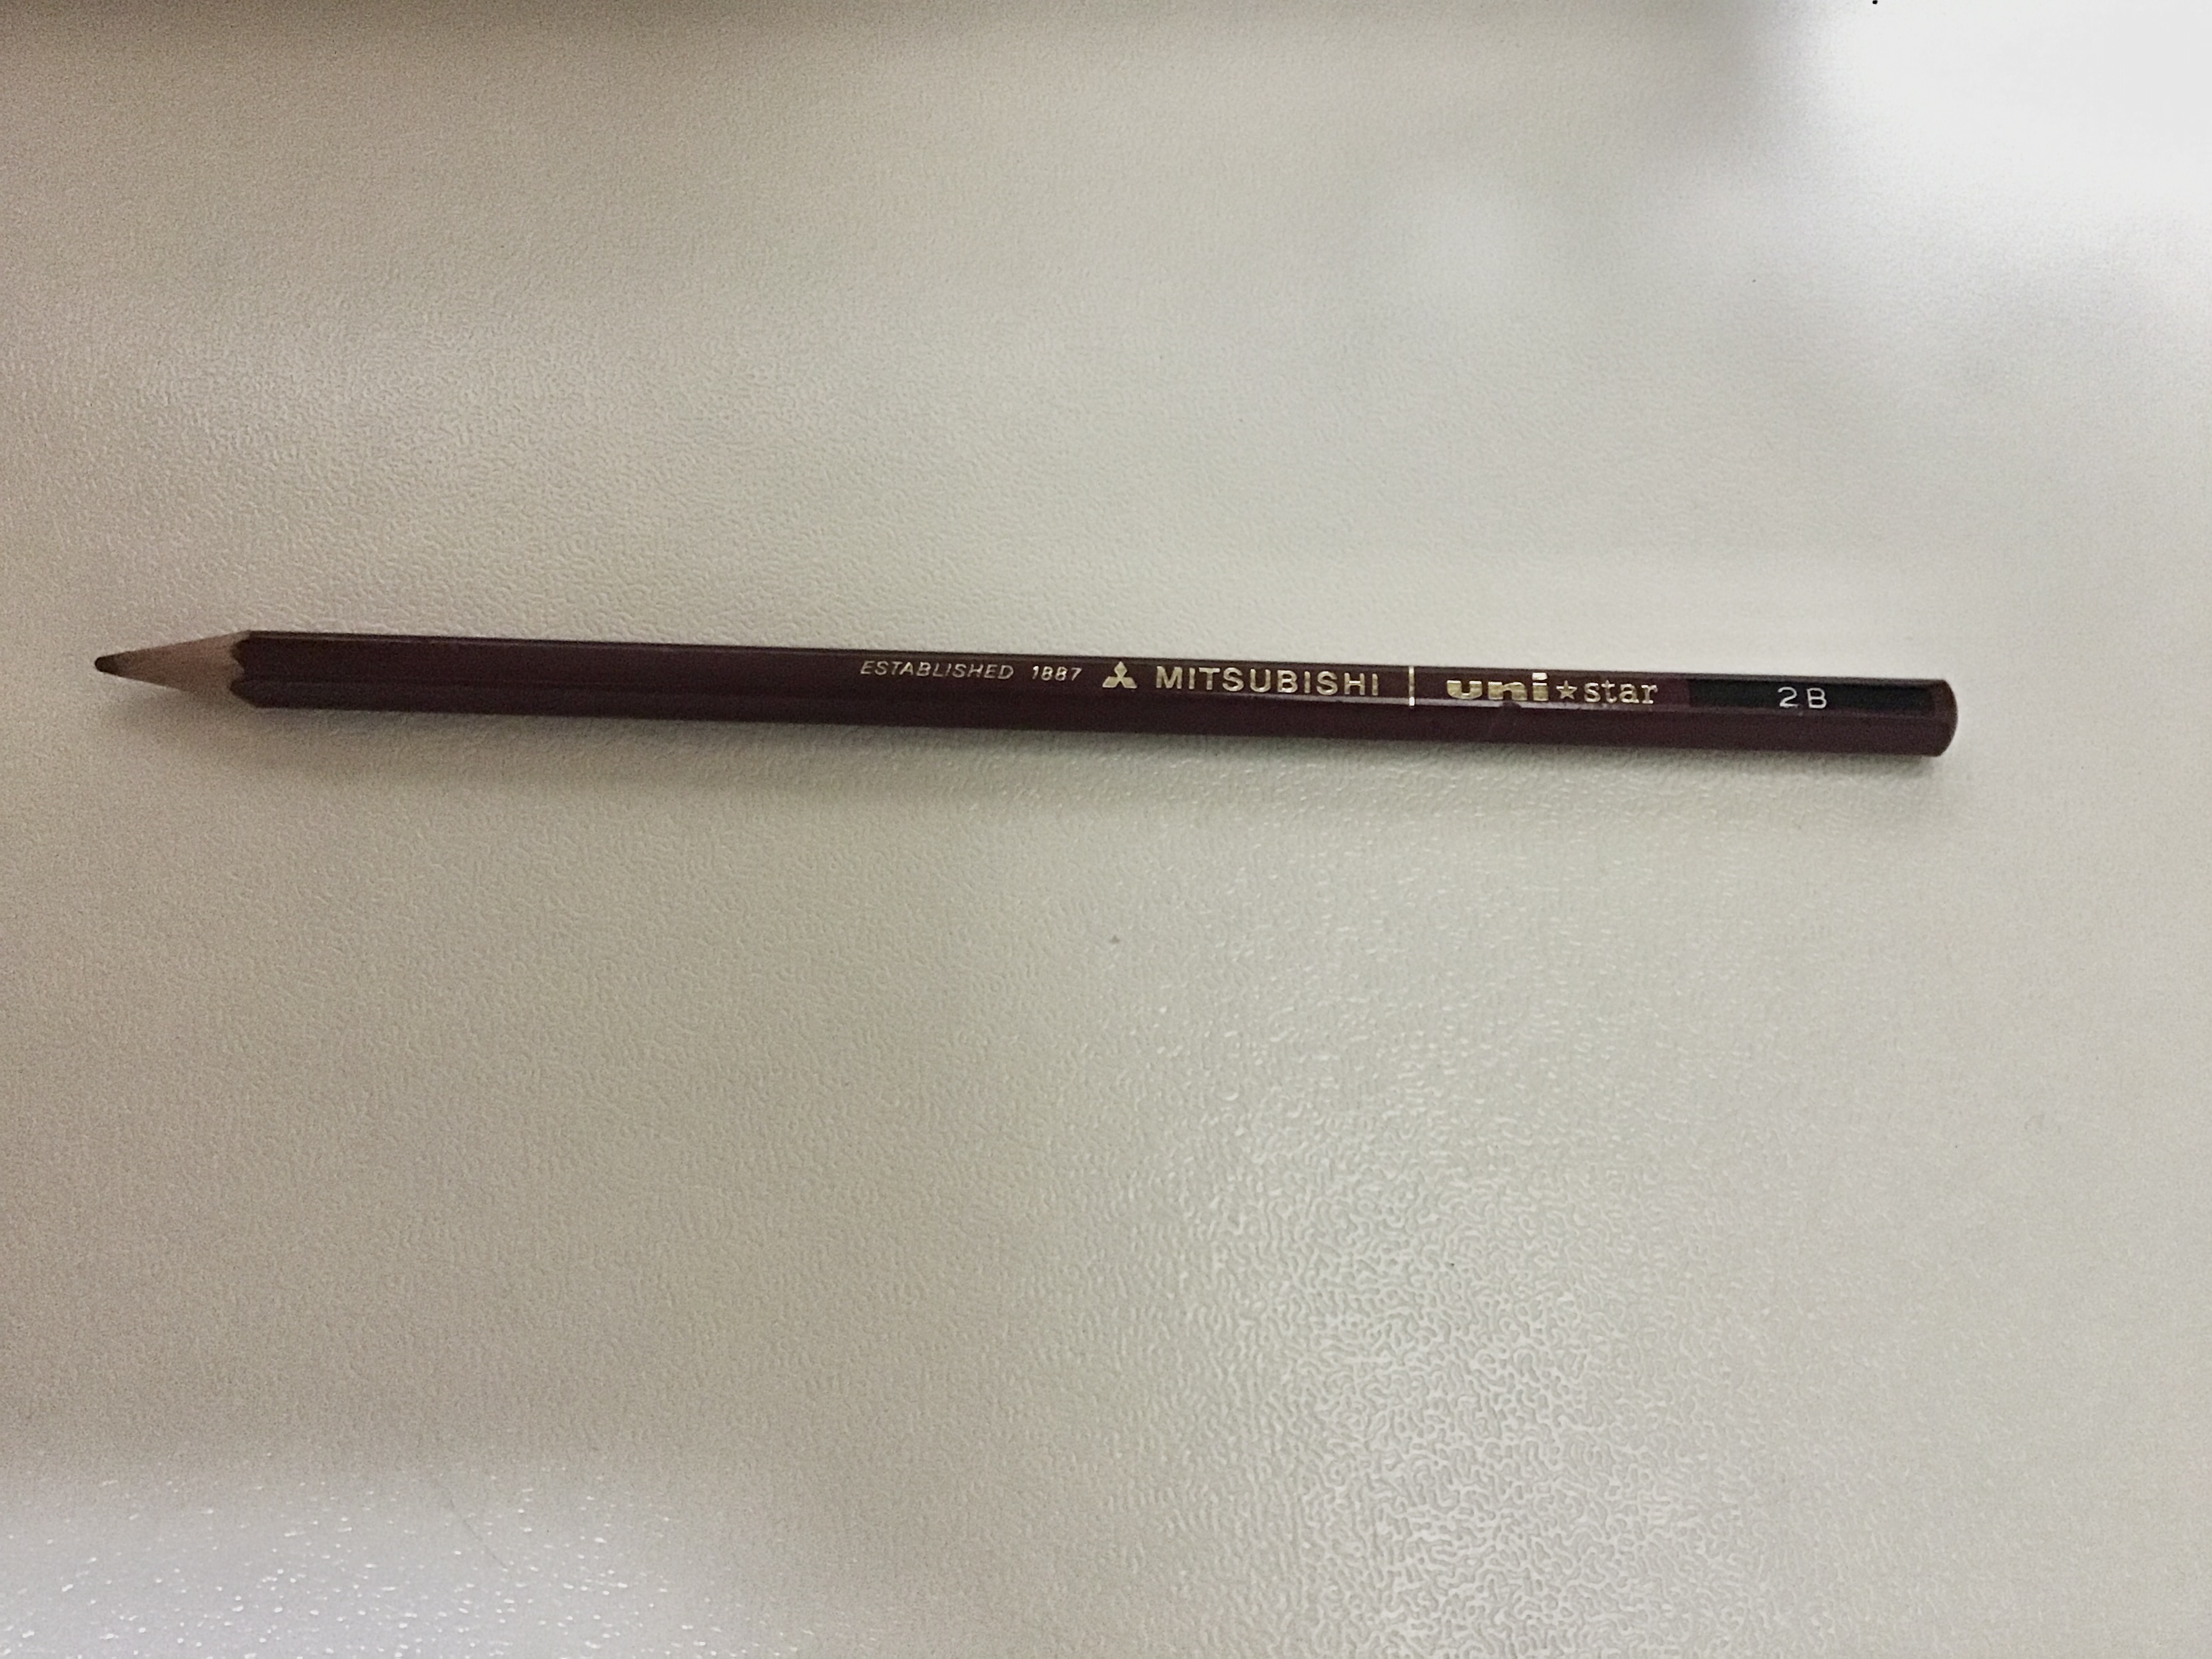 ESTABLISHED 1887 MITSUBISHI | uni★star 2B